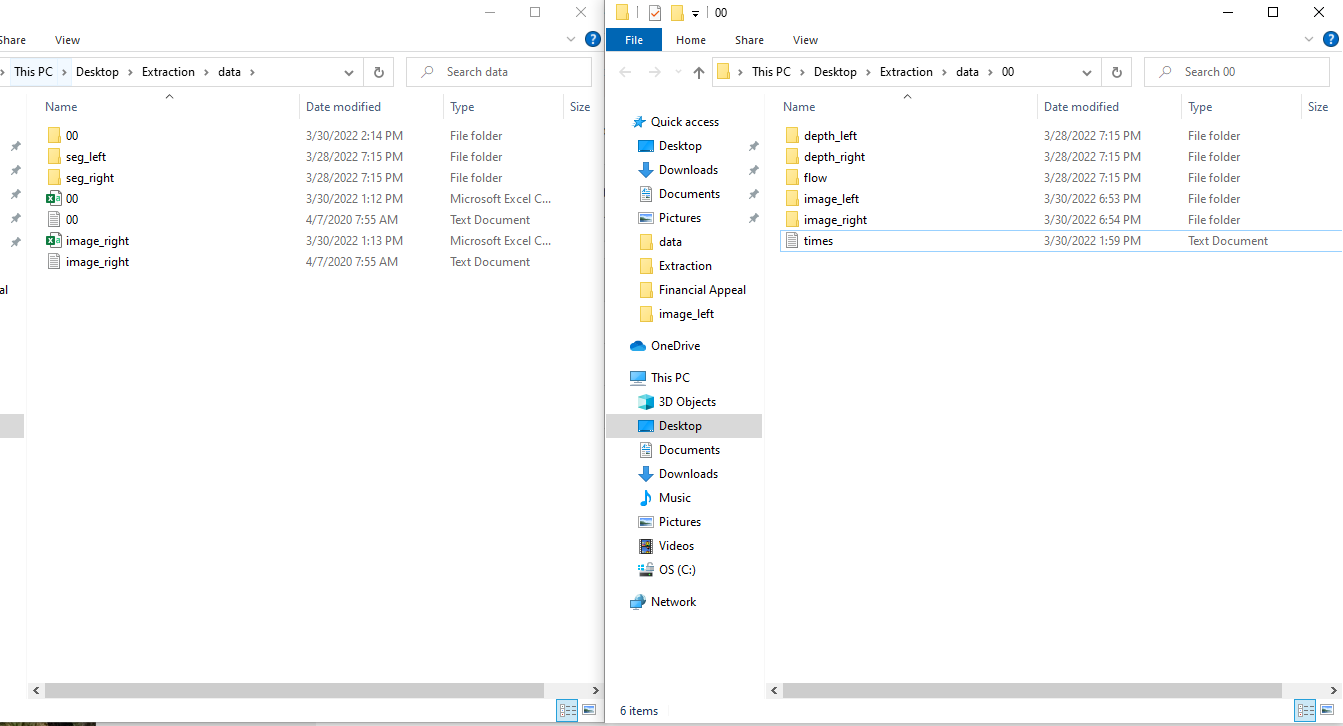 00
Share View
?
This PC > Desktop > Extraction > data >
Search data
Name Date modified Type Size
00 3/30/2022 2:14 PM File folder
seg_left 3/28/2022 7:15 PM File folder
seg_right 3/28/2022 7:15 PM File folder
00 3/30/2022 1:12 PM Microsoft Excel C...
00 4/7/2020 7:55 AM Text Document
image_right 3/30/2022 1:13 PM Microsoft Excel C...
image_right 4/7/2020 7:55 AM Text Document
al
File Home Share View
?
This PC > Desktop > Extraction > data > 00
Search 00
Quick access
Desktop
Downloads
Documents
Pictures
data
Extraction
Financial Appeal
image_left
OneDrive
This PC
3D Objects
Desktop
Documents
Downloads
Music
Pictures
Videos
OS (C:)
Network
Name Date modified Type Size
depth_left 3/28/2022 7:15 PM File folder
depth_right 3/28/2022 7:15 PM File folder
flow 3/28/2022 7:15 PM File folder
image_left 3/30/2022 6:53 PM File folder
image_right 3/30/2022 6:54 PM File folder
times 3/30/2022 1:59 PM Text Document
6 items